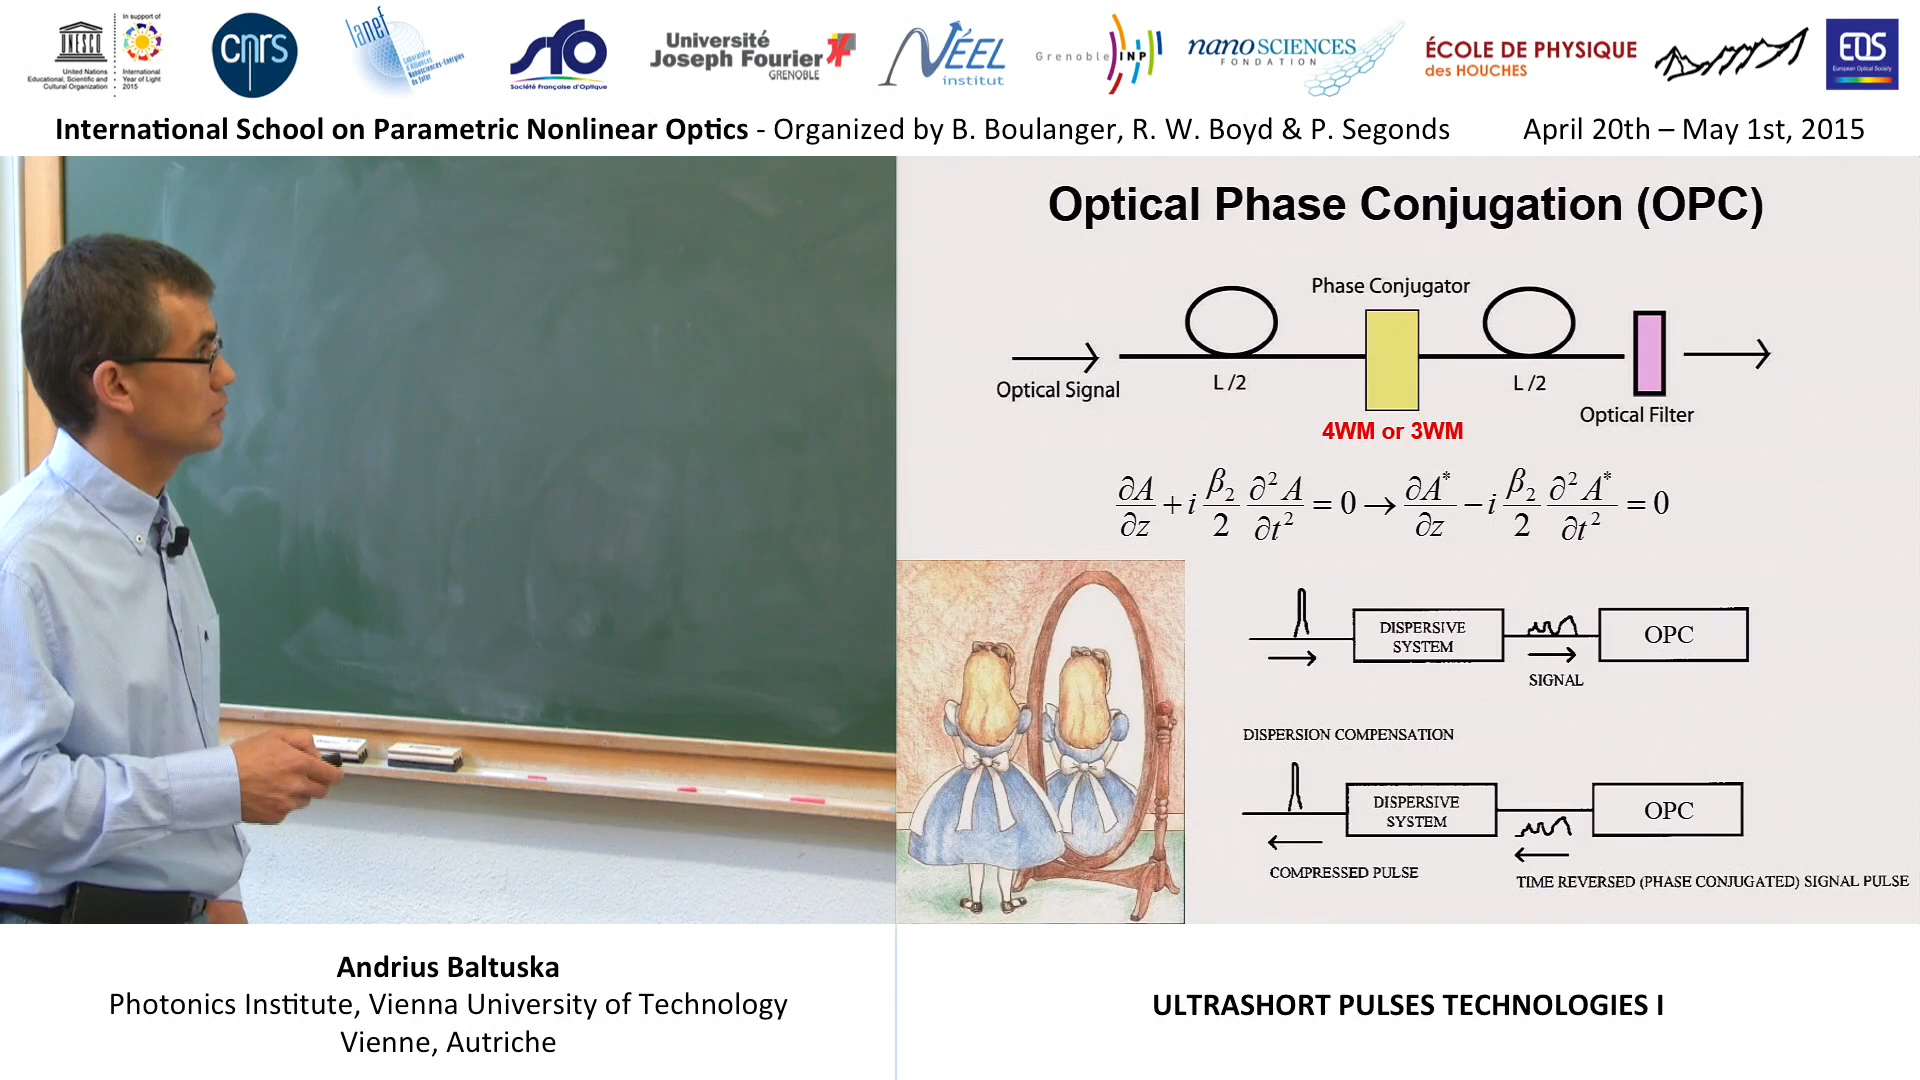 In support of
UNESCO
United Nations
Educational, Scientific and
Cultural Organization
International
Year of Light
2015
cnrs
lanef
SFO
Société Française d'Optique
Université
Joseph Fourier
GRENOBLE
NÉEL
institut
Grenoble INP
nanoSCIENCES
FONDATION
ÉCOLE DE PHYSIQUE
des HOUCHES
EOS
European Optical Society
International School on Parametric Nonlinear Optics - Organized by B. Boulanger, R. W. Boyd & P. Segonds April 20th – May 1st, 2015
Optical Phase Conjugation (OPC)
Phase Conjugator
Optical Signal
L /2
L /2
Optical Filter
4WM or 3WM
∂A/∂z + i β₂/2 ∂²A/∂t² = 0 → ∂A*/∂z − i β₂/2 ∂²A*/∂t² = 0
DISPERSIVE
SYSTEM
OPC
SIGNAL
DISPERSION COMPENSATION
DISPERSIVE
SYSTEM
OPC
COMPRESSED PULSE
TIME REVERSED (PHASE CONJUGATED) SIGNAL PULSE
Andrius Baltuska
Photonics Institute, Vienna University of Technology
Vienne, Autriche
ULTRASHORT PULSES TECHNOLOGIES I